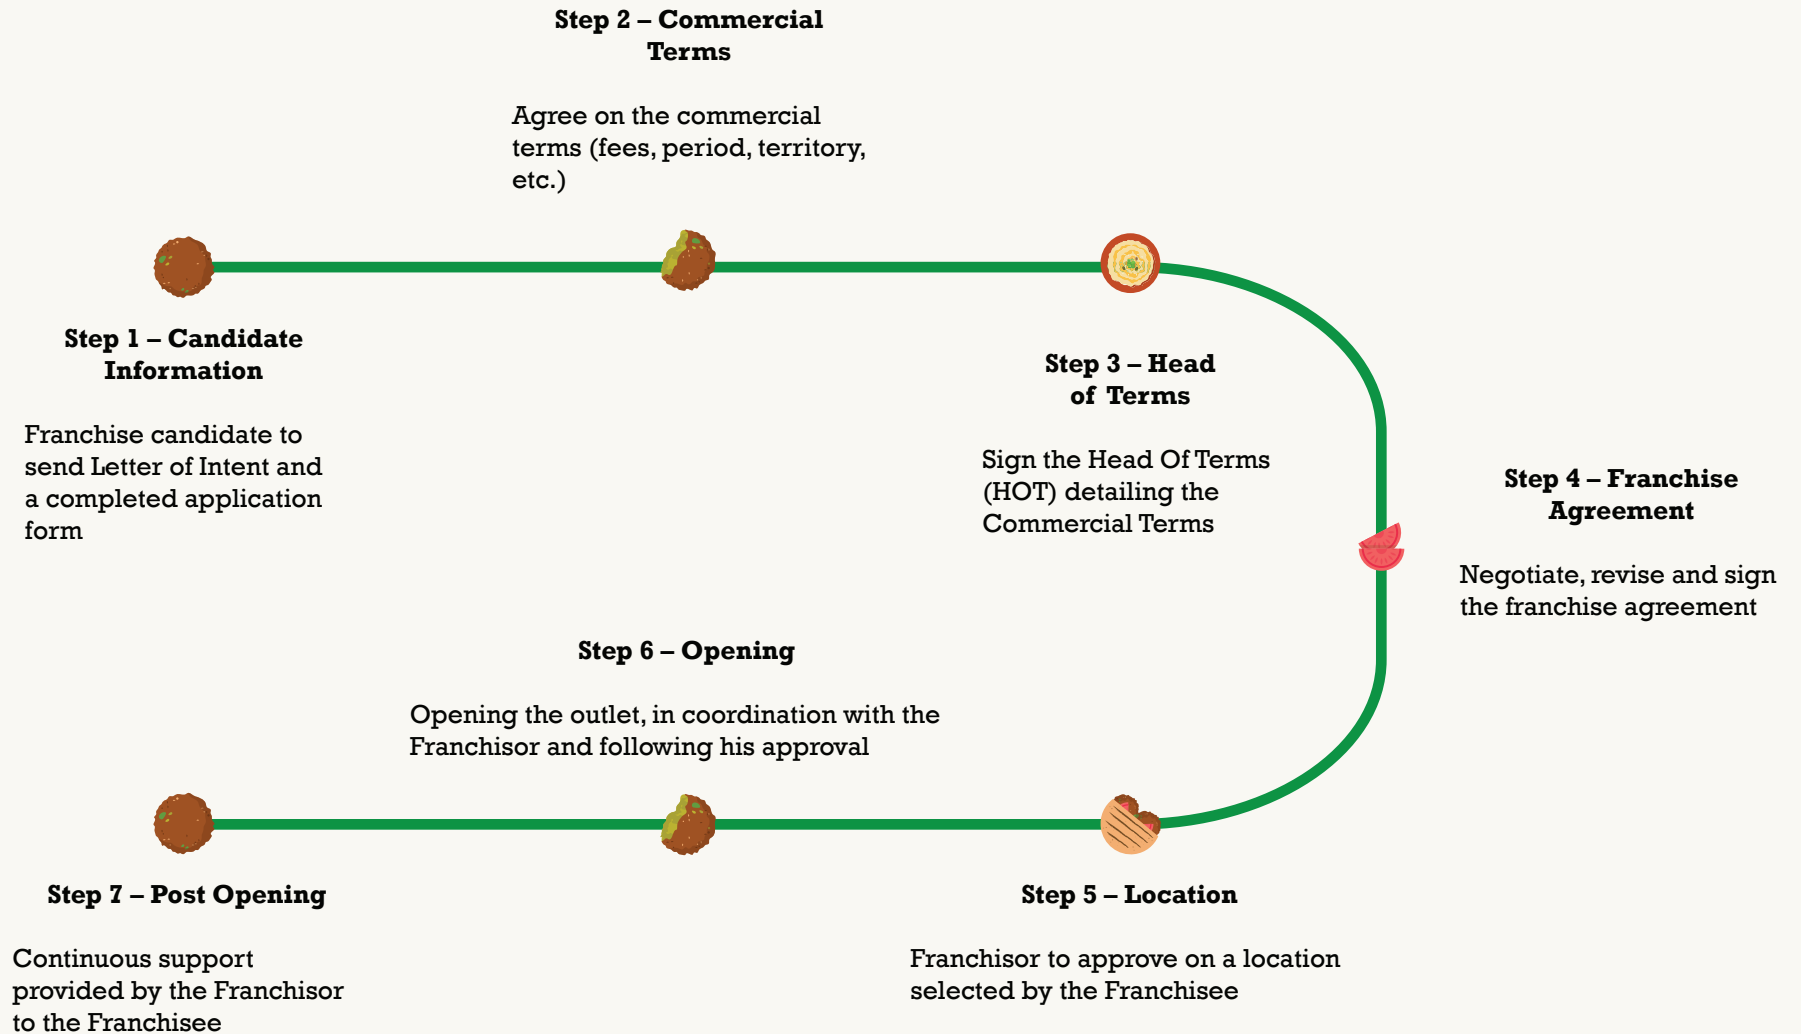 Step 1 – Candidate
Information
Franchise candidate to
send Letter of Intent and
a completed application
form
Step 2 – Commercial
Terms
Agree on the commercial
terms (fees, period, territory,
etc.)
Step 3 – Head
of Terms
Sign the Head Of Terms
(HOT) detailing the
Commercial Terms
Step 4 – Franchise
Agreement
Negotiate, revise and sign
the franchise agreement
Step 5 – Location
Franchisor to approve on a location
selected by the Franchisee
Step 6 – Opening
Opening the outlet, in coordination with the
Franchisor and following his approval
Step 7 – Post Opening
Continuous support
provided by the Franchisor
to the Franchisee